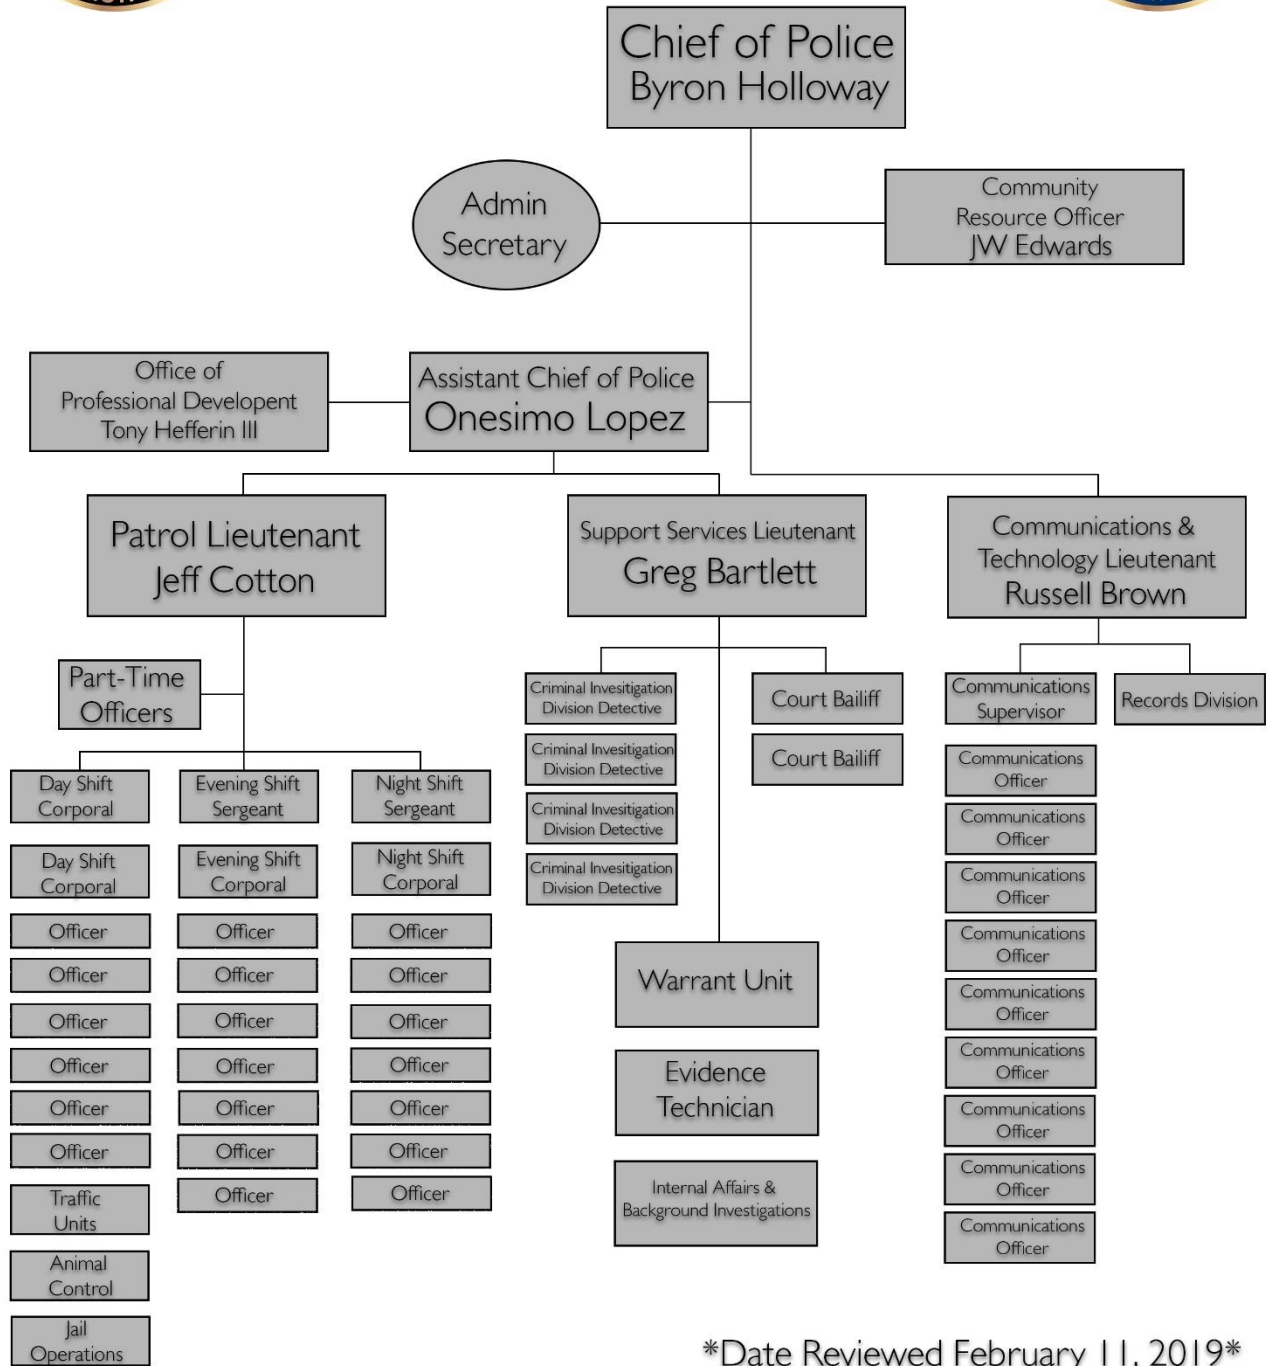 Chief of Police
Byron Holloway
Admin
Secretary
Community
Resource Officer
JW Edwards
Office of
Professional Developent
Tony Hefferin III
Assistant Chief of Police
Onesimo Lopez
Patrol Lieutenant
Jeff Cotton
Support Services Lieutenant
Greg Bartlett
Communications &
Technology Lieutenant
Russell Brown
Part-Time
Officers
Day Shift
Corporal
Day Shift
Corporal
Officer
Officer
Officer
Officer
Officer
Officer
Traffic
Units
Animal
Control
Jail
Operations
Evening Shift
Sergeant
Evening Shift
Corporal
Officer
Officer
Officer
Officer
Officer
Officer
Officer
Night Shift
Sergeant
Night Shift
Corporal
Officer
Officer
Officer
Officer
Officer
Officer
Officer
Criminal Invesitigation
Division Detective
Criminal Invesitigation
Division Detective
Criminal Invesitigation
Division Detective
Criminal Invesitigation
Division Detective
Court Bailiff
Court Bailiff
Warrant Unit
Evidence
Technician
Internal Affairs &
Background Investigations
Communications
Supervisor
Records Division
Communications
Officer
Communications
Officer
Communications
Officer
Communications
Officer
Communications
Officer
Communications
Officer
Communications
Officer
Communications
Officer
Communications
Officer
*Date Reviewed February 11, 2019*